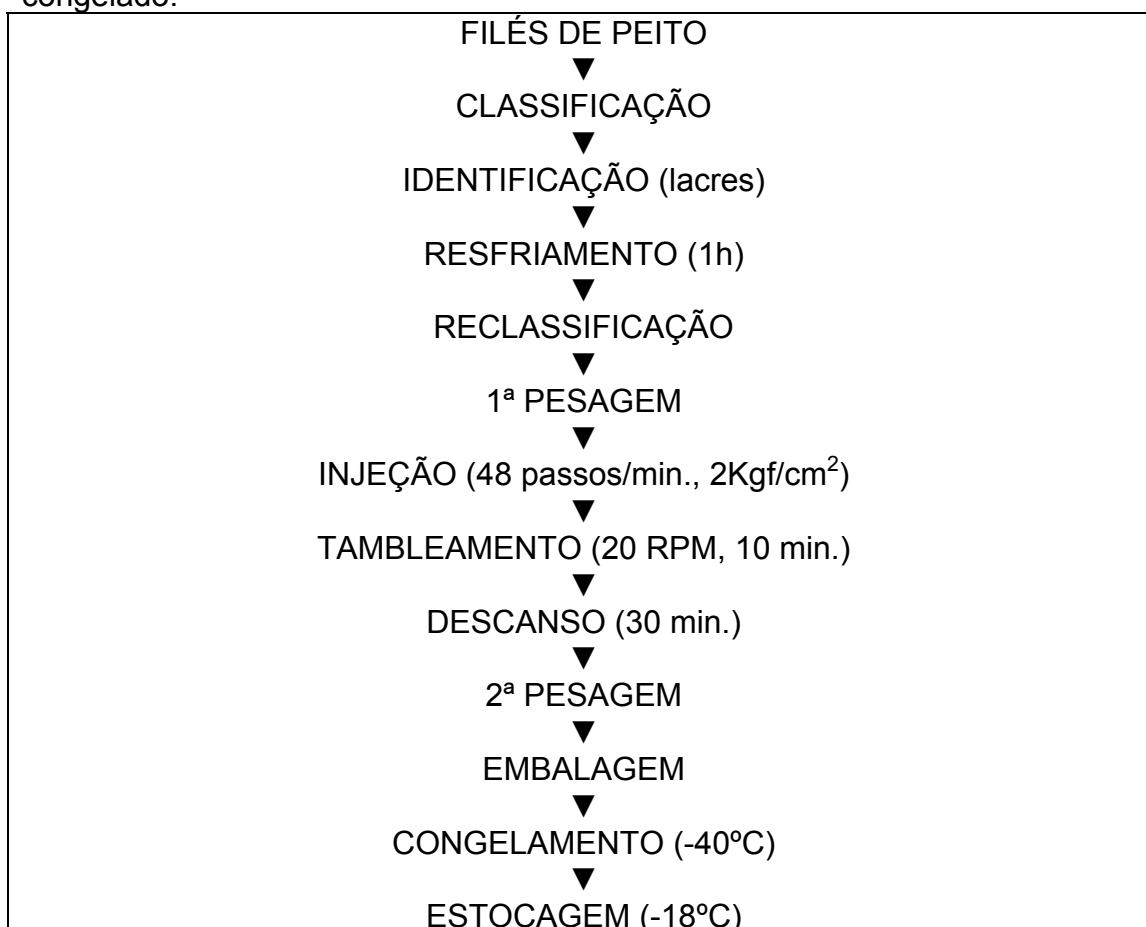 congelado.
FILÉS DE PEITO
▼
CLASSIFICAÇÃO
▼
IDENTIFICAÇÃO (lacres)
▼
RESFRIAMENTO (1h)
▼
RECLASSIFICAÇÃO
▼
1ª PESAGEM
▼
INJEÇÃO (48 passos/min., 2Kgf/cm²)
▼
TAMBLEAMENTO (20 RPM, 10 min.)
▼
DESCANSO (30 min.)
▼
2ª PESAGEM
▼
EMBALAGEM
▼
CONGELAMENTO (-40ºC)
▼
ESTOCAGEM (-18ºC)